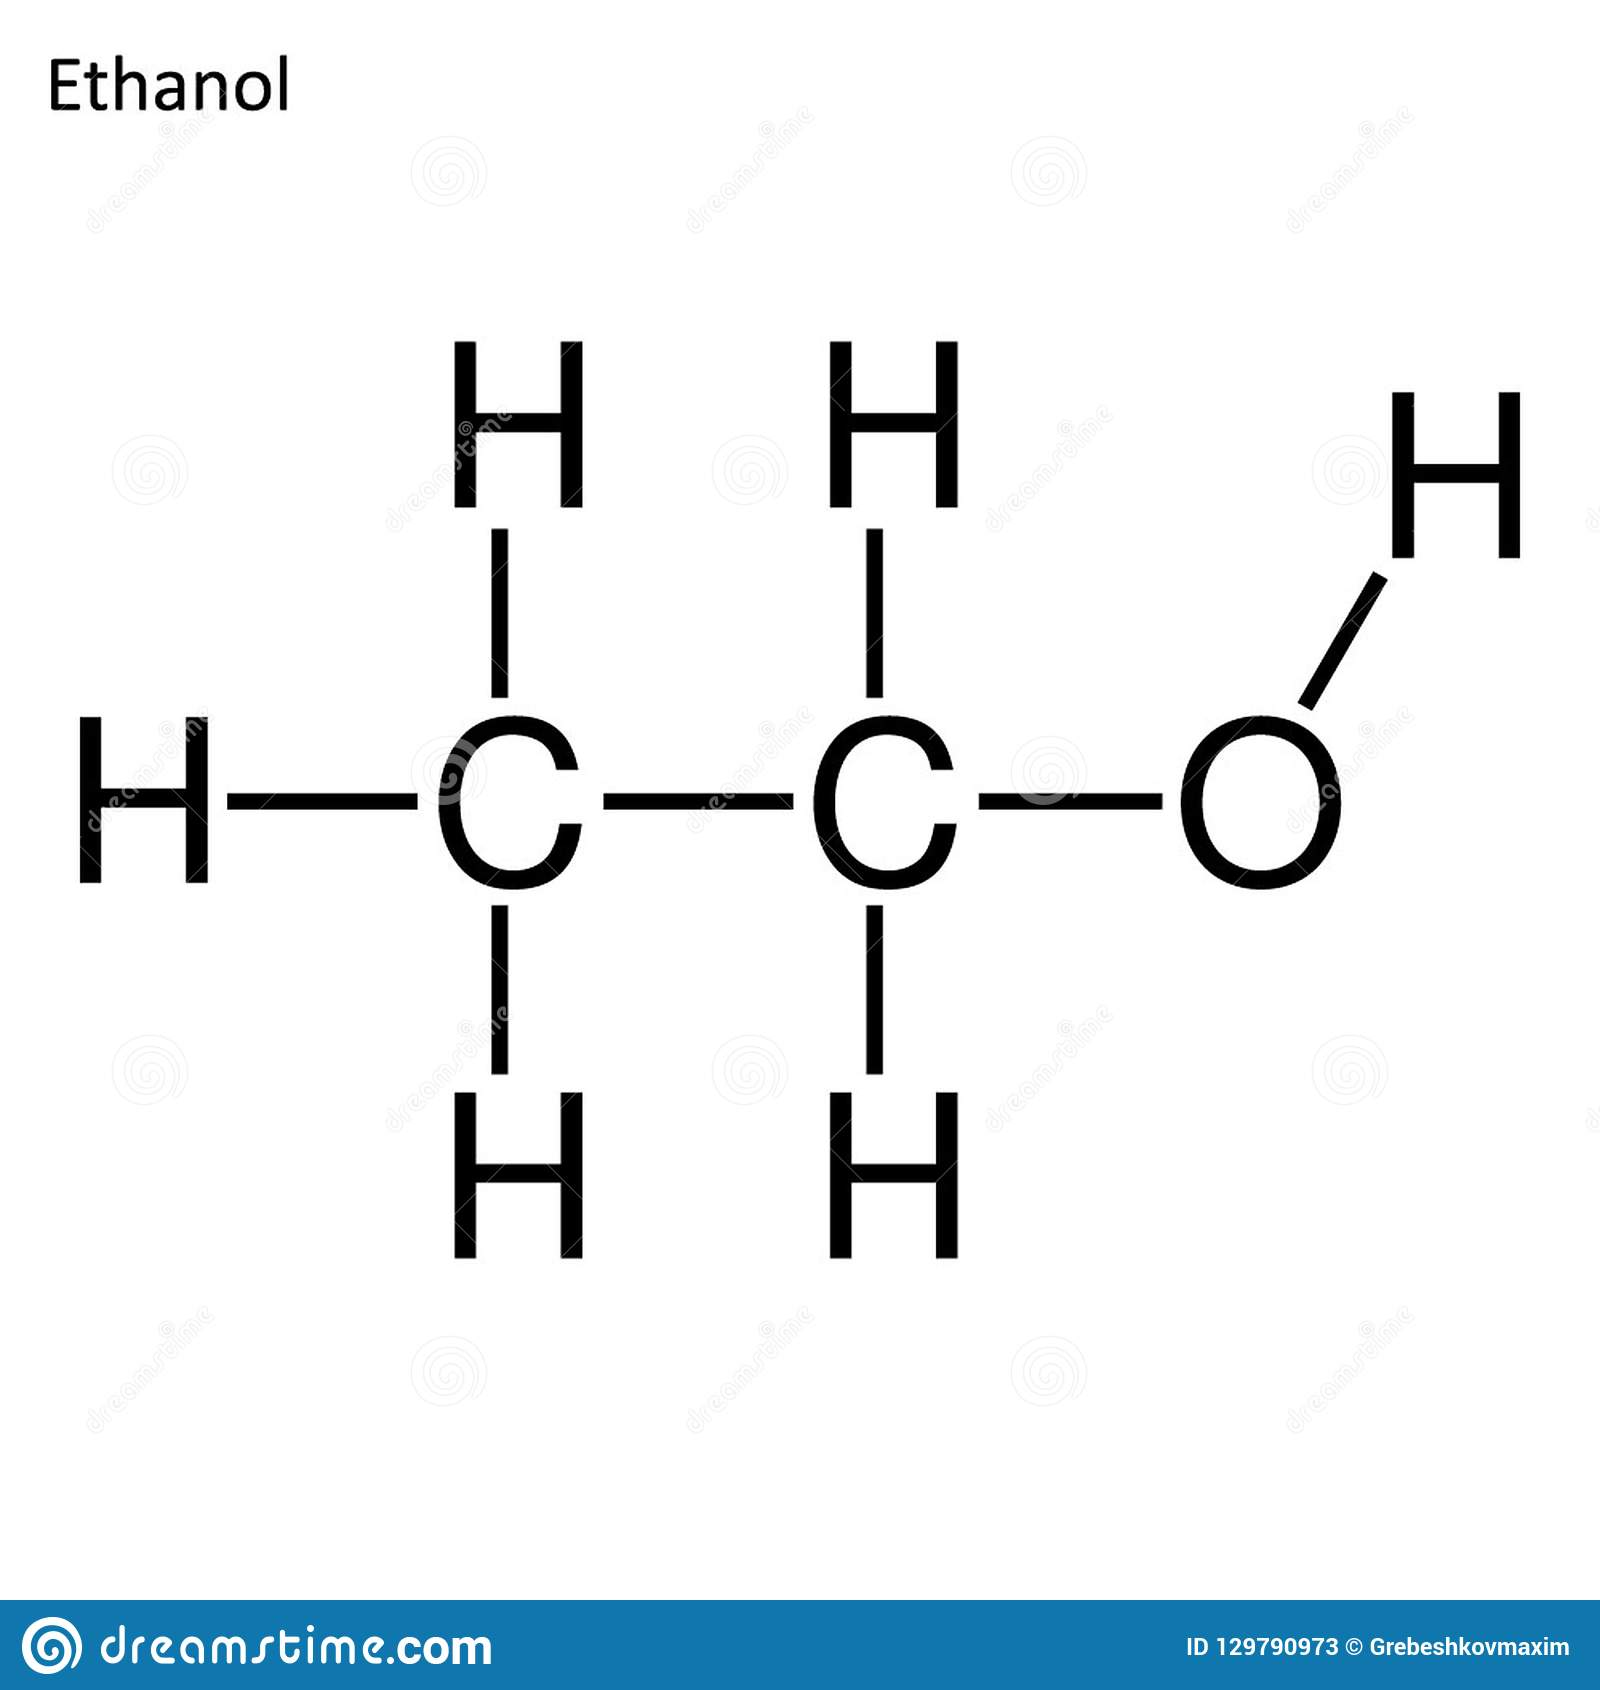 Ethanol
H H H
H C C O
H H
dreamstime.com
ID 129790973 © Grebeshkovmaxim